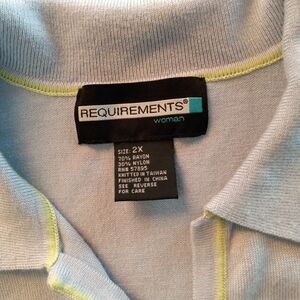 REQUIREMENTS®
woman
SIZE: 2X
70% RAYON
30% NYLON
RN# 57895
KNITTED IN TAIWAN
FINISHED IN CHINA
SEE REVERSE
FOR CARE